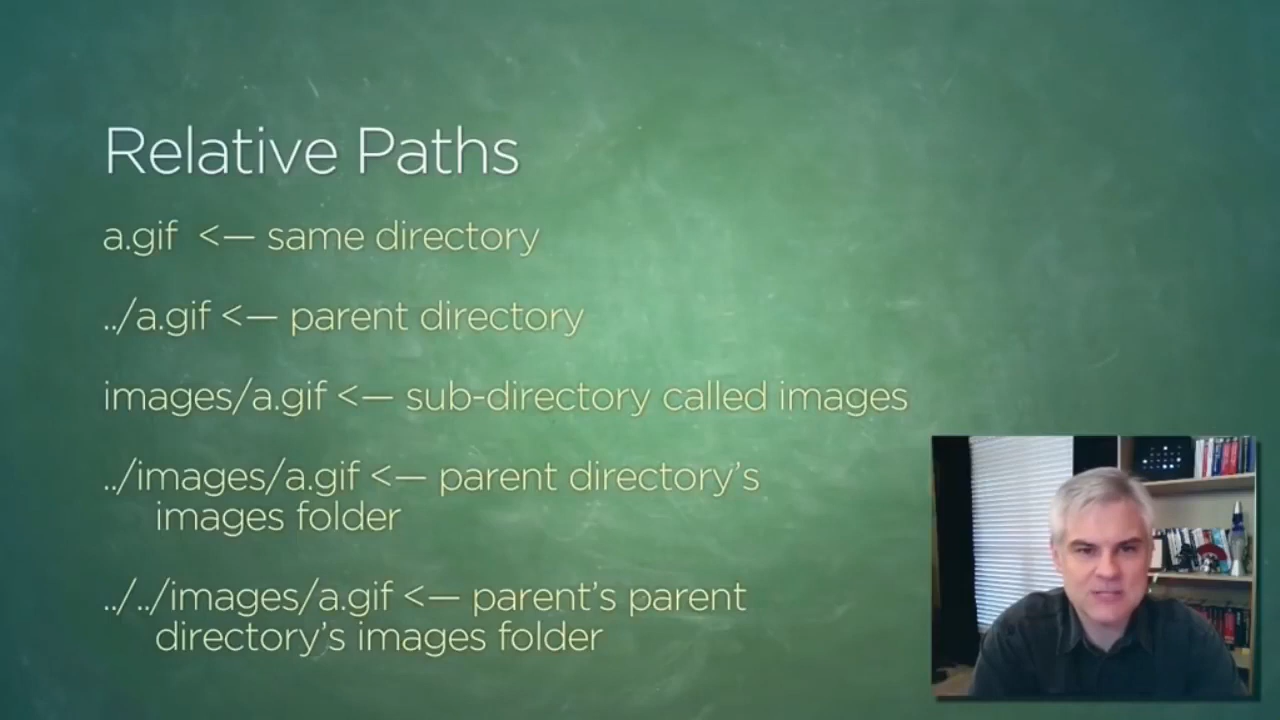 Relative Paths
a.gif <— same directory
../a.gif <— parent directory
images/a.gif <— sub-directory called images
../images/a.gif <— parent directory’s
images folder
../../images/a.gif <— parent’s parent
directory’s images folder